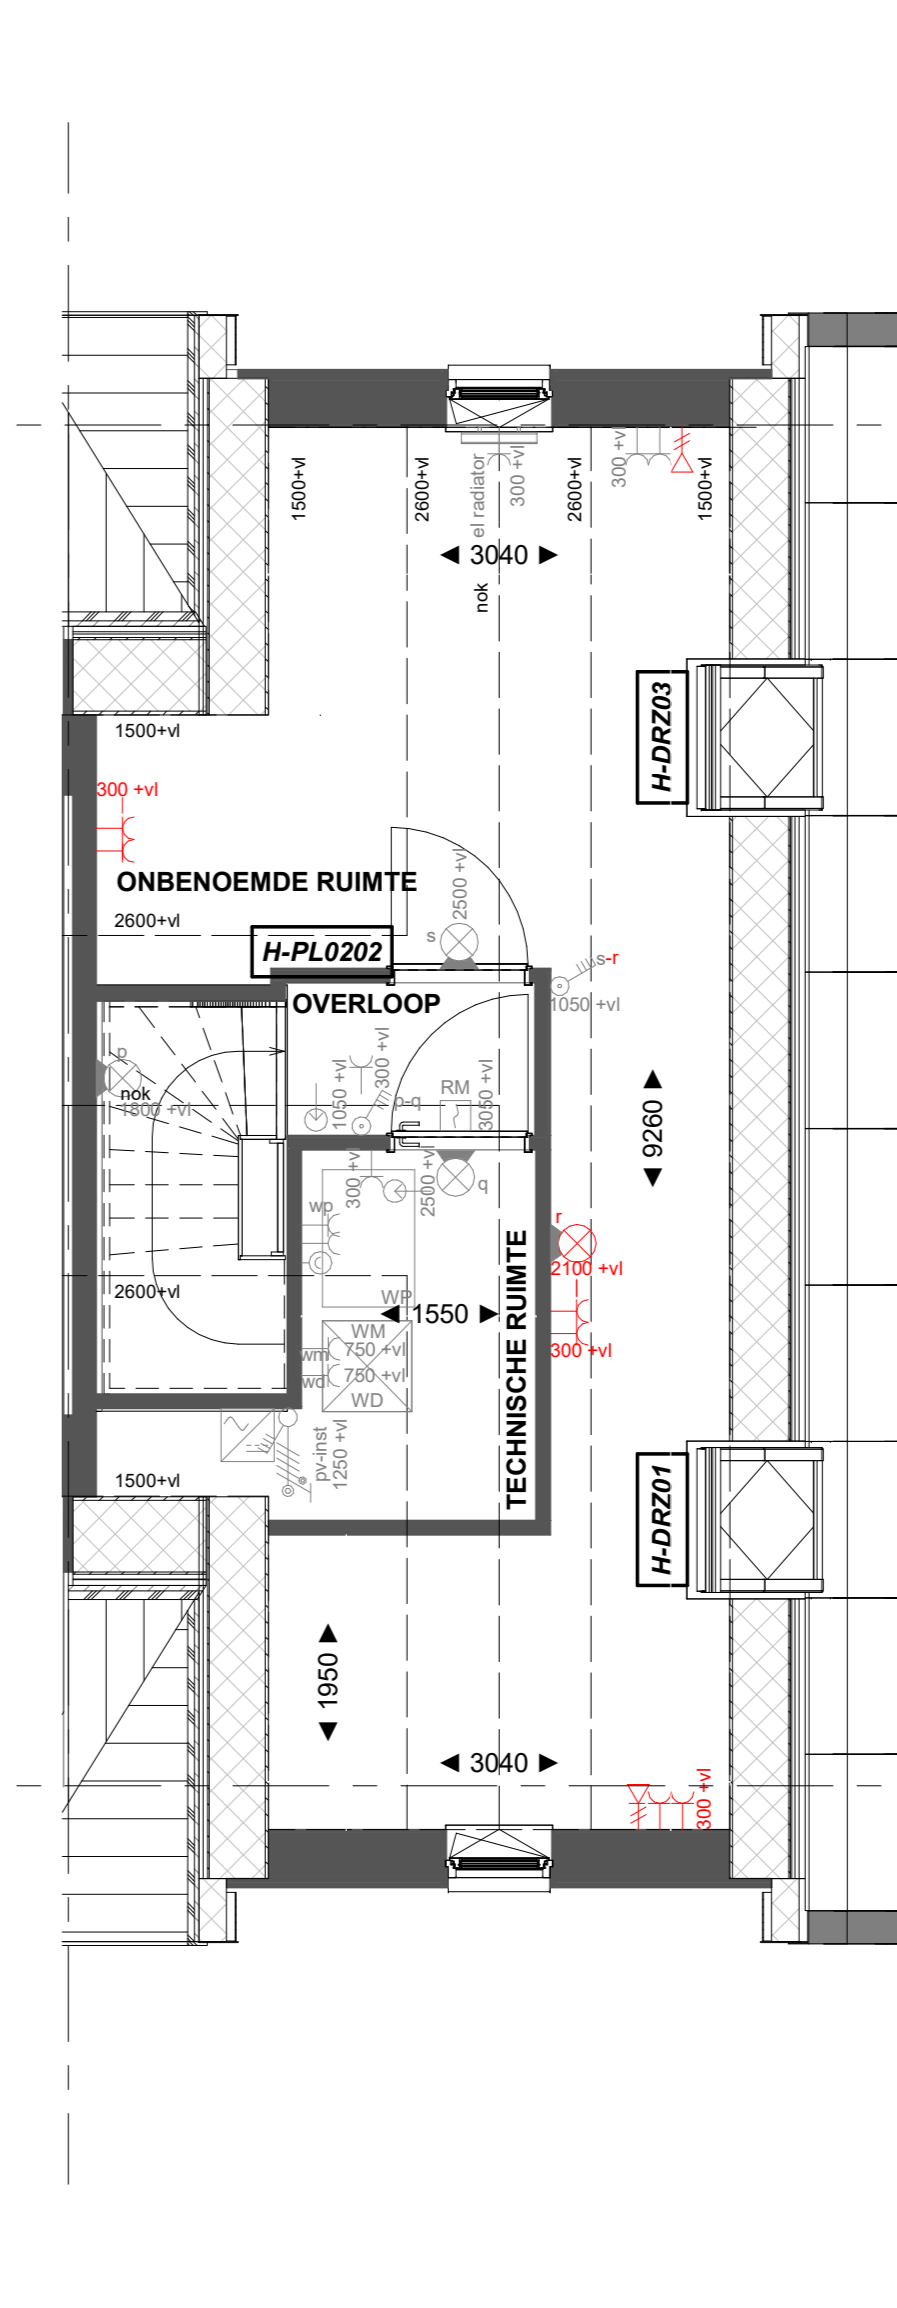 1500+vl
2600+vl
el radiator
300 +vl
2600+vl
300 +vl
1500+vl
3040
nok
H-DRZ03
1500+vl
300 +vl
ONBENOEMDE RUIMTE
2500 +vl
2600+vl
s
H-PL0202
s-r
1050 +vl
OVERLOOP
p
nok
1800 +vl
1050 +vl
300 +vl
p-q
RM
3050 +vl
9260
300 +vl
2500 +vl
q
wp
r
2100 +vl
2600+vl
WP
1550
300 +vl
WM
wm
750 +vl
wd
750 +vl
WD
TECHNISCHE RUIMTE
pv-inst
1250 +vl
1500+vl
H-DRZ01
1950
3040
300 +vl